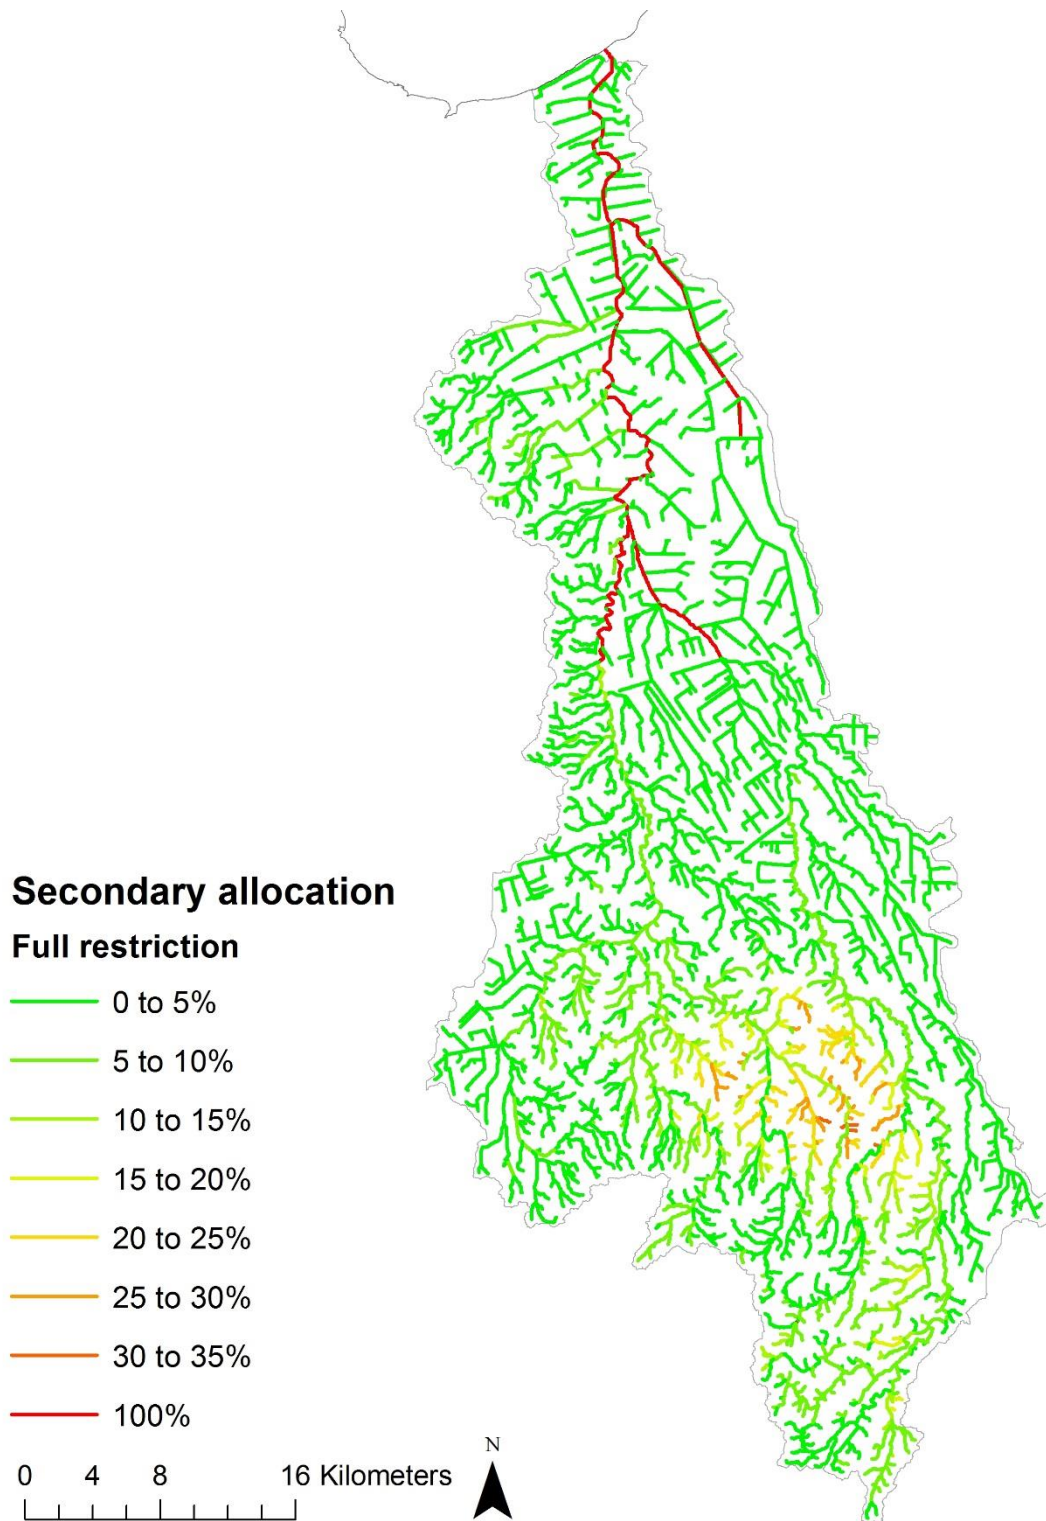 Secondary allocation
Full restriction
0 to 5%
5 to 10%
10 to 15%
15 to 20%
20 to 25%
25 to 30%
30 to 35%
100%
N
0 4 8 16 Kilometers